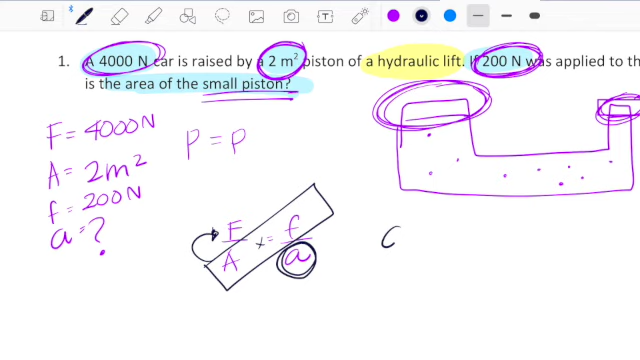 1. A 4000 N car is raised by a 2 m² piston of a hydraulic lift. If 200 N was applied to th
is the area of the small piston?
F = 4000N
A = 2m²
f = 200N
a = ?
P = P
F/A x = f/a